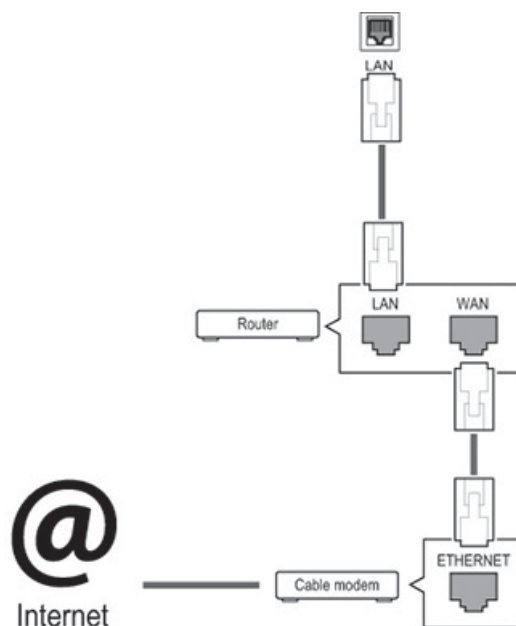 LAN
LAN WAN
Router
ETHERNET
Cable modem
@
Internet